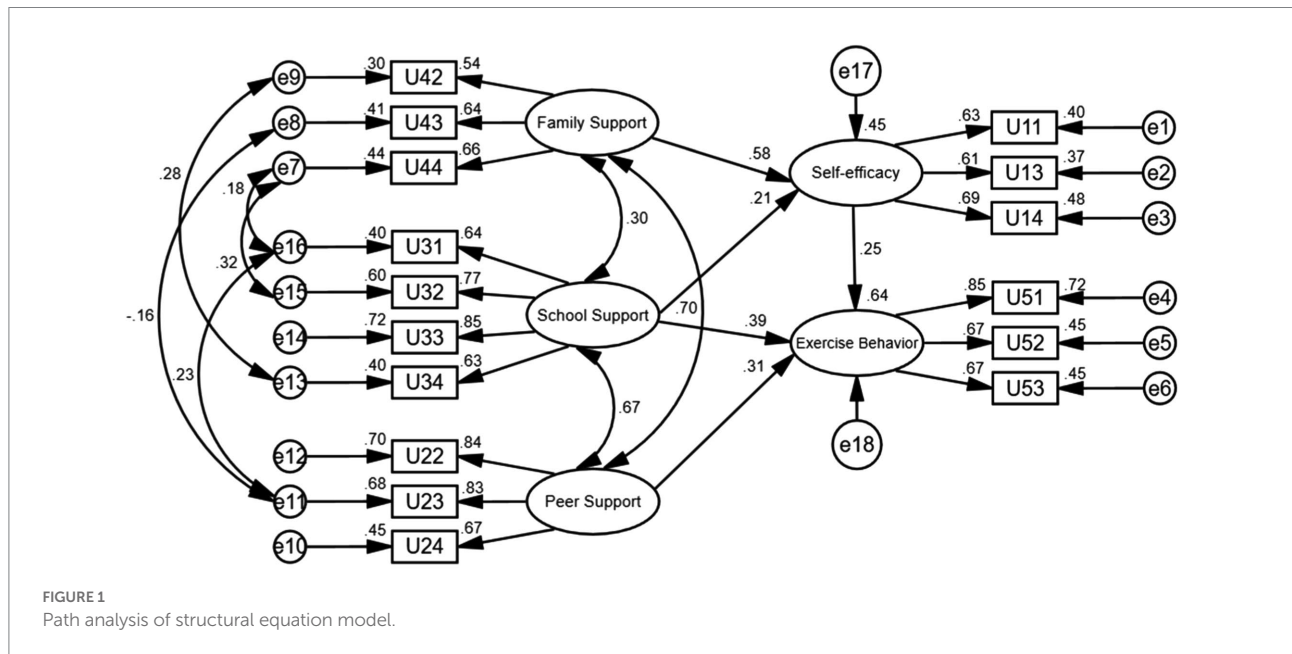 e9 .30 U42 .54
e8 .41 U43 .64
e7 .44 U44 .66
Family Support
.28
.18
e16 .40 U31 .64
.32
e15 .60 U32 .77
e14 .72 U33 .85
e13 .40 U34 .63
School Support
-.16
.23
e12 .70 U22 .84
e11 .68 U23 .83
e10 .45 U24 .67
Peer Support
.30
.70
.67
.58
.21
.39
.31
e17
.45
Self-efficacy
.63 U11 .40 e1
.61 U13 .37 e2
.69 U14 .48 e3
.25
.64
Exercise Behavior
.85 U51 .72 e4
.67 U52 .45 e5
.67 U53 .45 e6
e18
FIGURE 1
Path analysis of structural equation model.